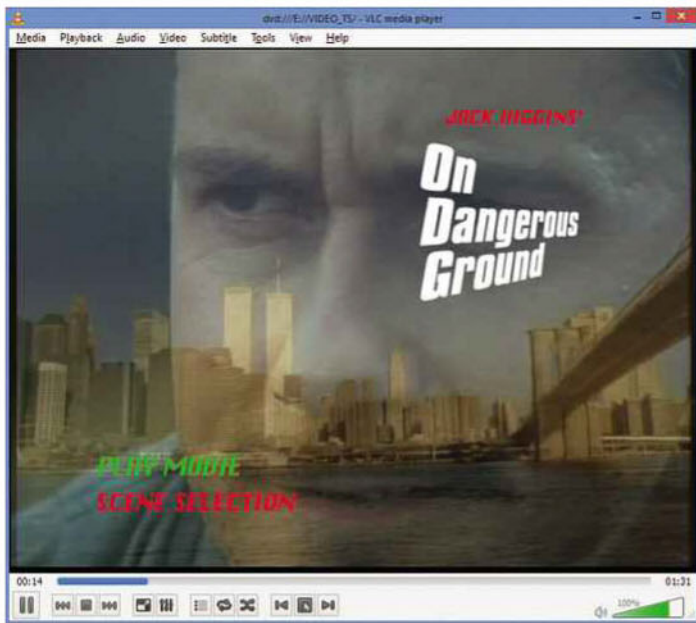 dvd:///E:/VIDEO_TS/ - VLC media player
Media Playback Audio Video Subtitle Tools View Help
JACK HIGGINS'
On
Dangerous
Ground
PLAY MOVIE
SCENE SELECTION
00:14
01:31
100%